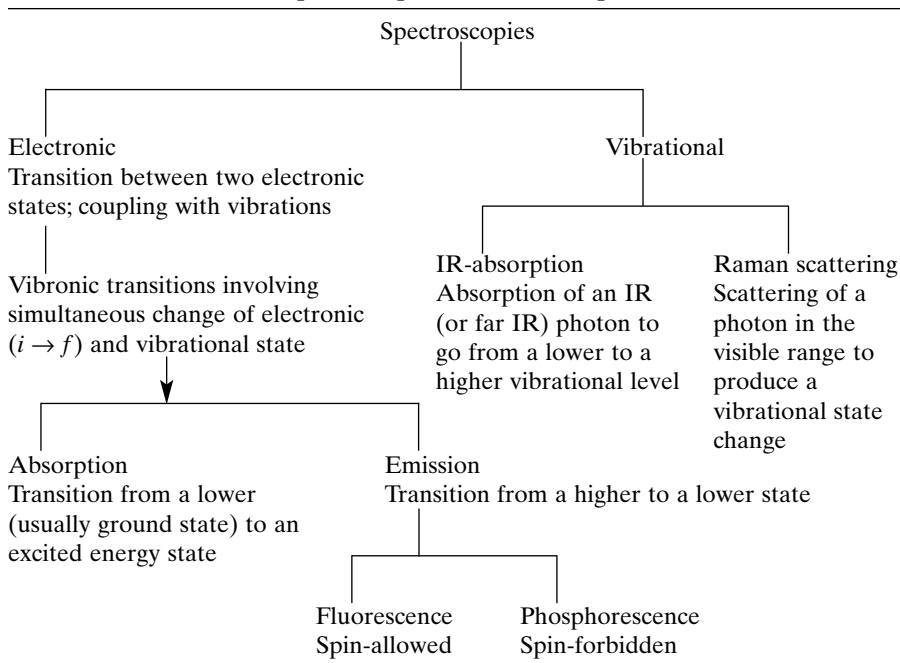 Spectroscopies
Electronic
Transition between two electronic
states; coupling with vibrations
Vibrational
Vibronic transitions involving
simultaneous change of electronic
(i → f) and vibrational state
IR-absorption
Absorption of an IR
(or far IR) photon to
go from a lower to a
higher vibrational level
Raman scattering
Scattering of a
photon in the
visible range to
produce a
vibrational state
change
Absorption
Transition from a lower
(usually ground state) to an
excited energy state
Emission
Transition from a higher to a lower state
Fluorescence
Spin-allowed
Phosphorescence
Spin-forbidden